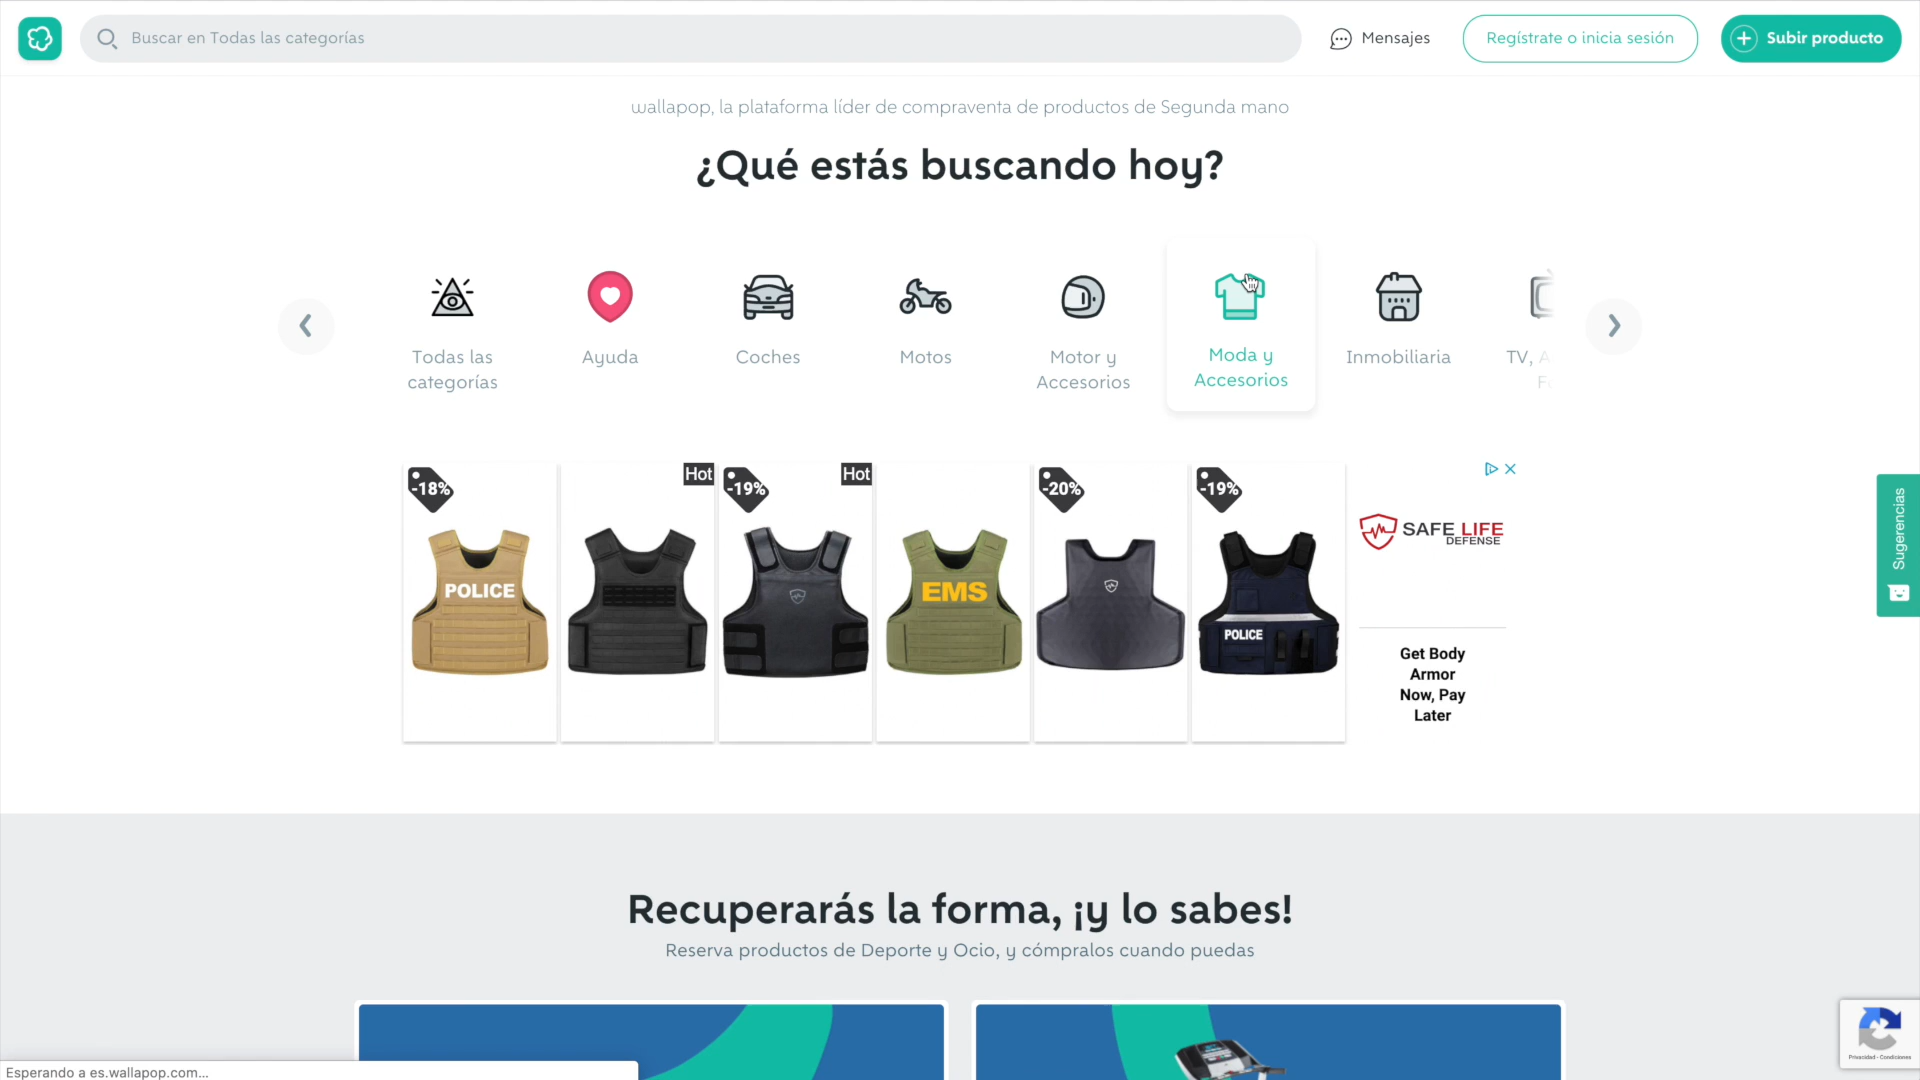 Buscar en Todas las categorías
Mensajes
Regístrate o inicia sesión
Subir producto
wallapop, la plataforma líder de compraventa de productos de Segunda mano
¿Qué estás buscando hoy?
Todas las
categorías
Ayuda
Coches
Motos
Motor y
Accesorios
Moda y
Accesorios
Inmobiliaria
TV, A
F
-18%
Hot
-19%
Hot
-20%
-19%
POLICE
EMS
POLICE
SAFE LIFE
DEFENSE
Get Body
Armor
Now, Pay
Later
Sugerencias
Recuperarás la forma, ¡y lo sabes!
Reserva productos de Deporte y Ocio, y cómpralos cuando puedas
Privacidad - Condiciones
Esperando a es.wallapop.com...